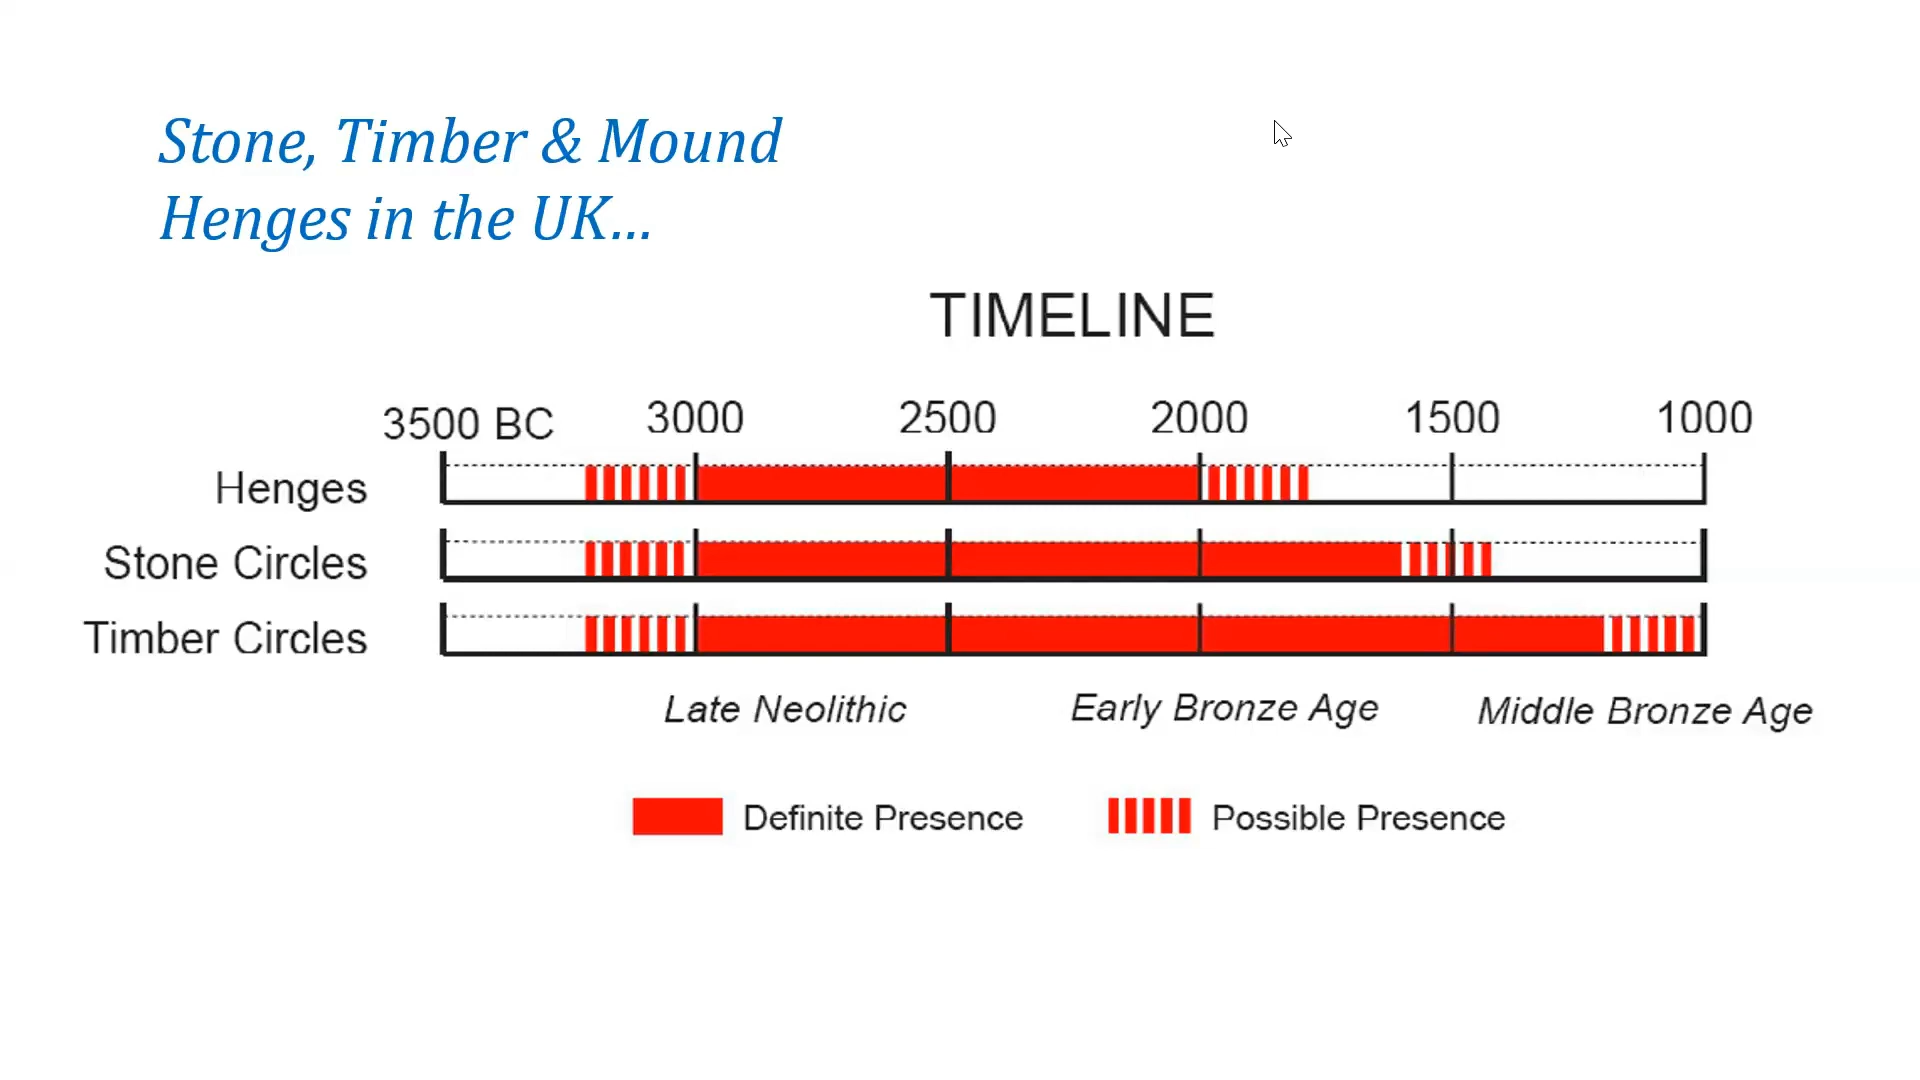 Stone, Timber & Mound
Henges in the UK...
TIMELINE
3500 BC 3000 2500 2000 1500 1000
Henges
Stone Circles
Timber Circles
Late Neolithic Early Bronze Age Middle Bronze Age
Definite Presence Possible Presence